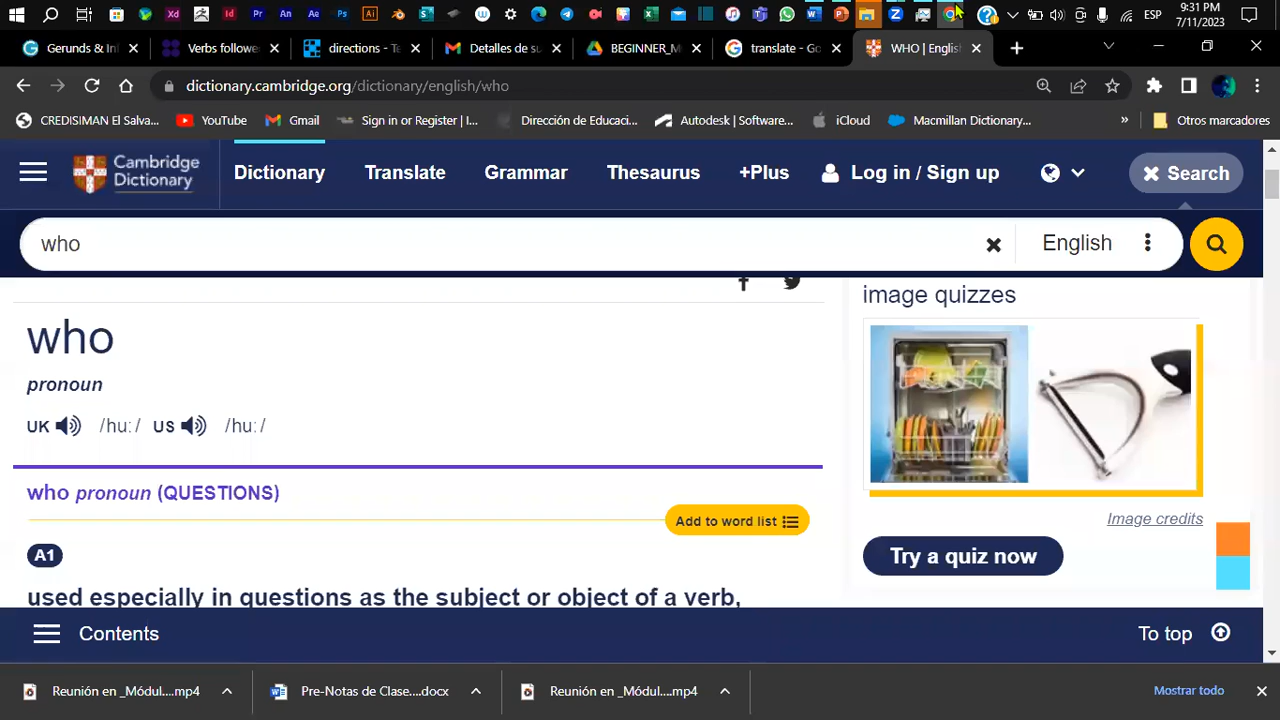 9:31 PM
ESP
7/11/2023
Gerunds & Inf
Verbs followe
directions - Te
Detalles de su
BEGINNER_M
translate - Go
WHO | English
dictionary.cambridge.org/dictionary/english/who
CREDISIMAN El Salva...
YouTube
Gmail
Sign in or Register | I...
Dirección de Educaci...
Autodesk | Software...
iCloud
Macmillan Dictionary...
»
Otros marcadores
Cambridge
Dictionary
Dictionary
Translate
Grammar
Thesaurus
+Plus
Log in / Sign up
Search
who
English
image quizzes
who
pronoun
UK /huː/ US /huː/
who pronoun (QUESTIONS)
Add to word list
Image credits
A1
Try a quiz now
used especially in questions as the subject or object of a verb,
Contents
To top
Reunión en _Módul....mp4
Pre-Notas de Clase....docx
Reunión en _Módul....mp4
Mostrar todo